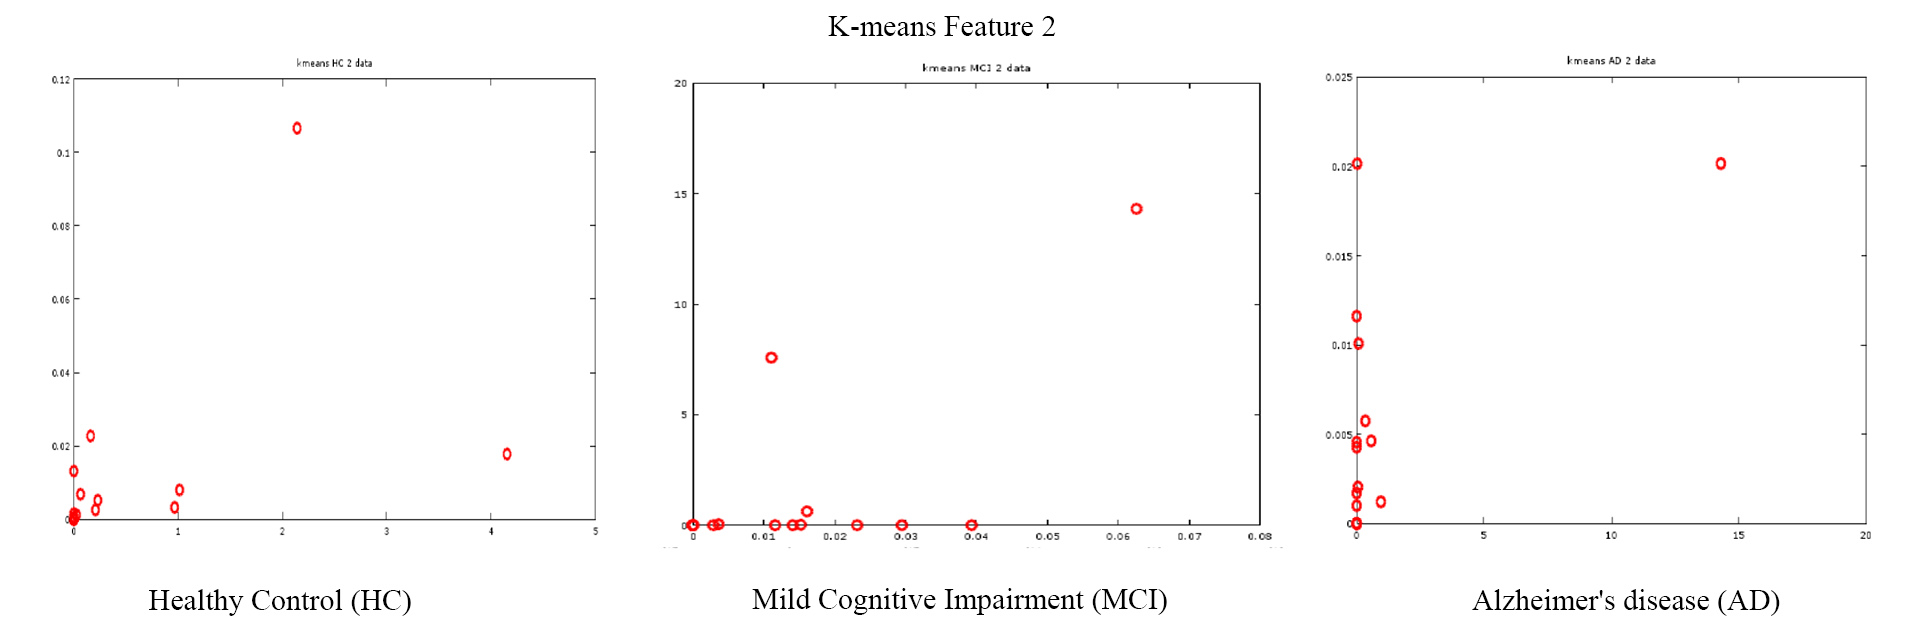 K-means Feature 2
kmeans HC 2 data
0.12
0.1
0.08
0.06
0.04
0.02
0
0 1 2 3 4 5
Healthy Control (HC)
kmeans MCI 2 data
20
15
10
5
0
0 0.01 0.02 0.03 0.04 0.05 0.06 0.07 0.08
Mild Cognitive Impairment (MCI)
kmeans AD 2 data
0.025
0.02
0.015
0.01
0.005
0
0 5 10 15 20
Alzheimer's disease (AD)